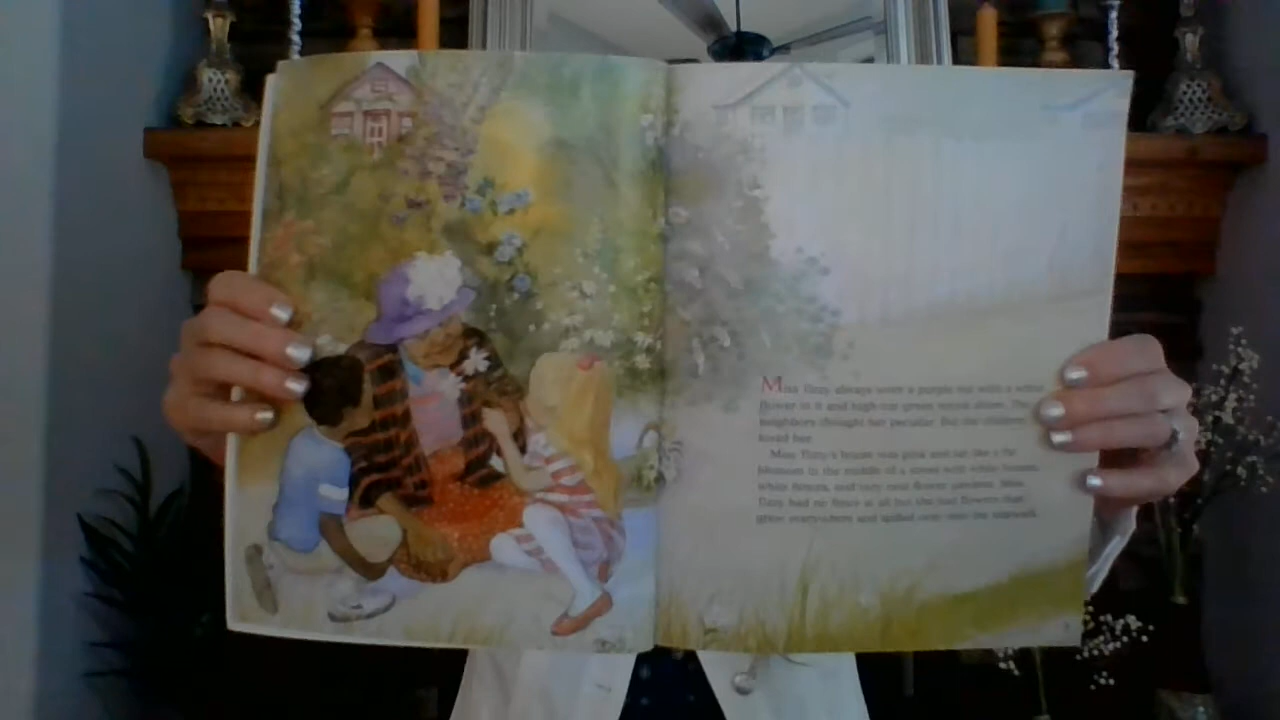 Miss Tizzy always wore a purple hat with a white
flower in it and high-top green tennis shoes. The
neighbors thought her peculiar. But the children
loved her.
Miss Tizzy's house was pink and sat like a
blossom in the middle of a street with white houses,
white fences, and very neat flower gardens. Miss
Tizzy had no fence at all but she had flowers that
grew everywhere and spilled over onto the sidewalk